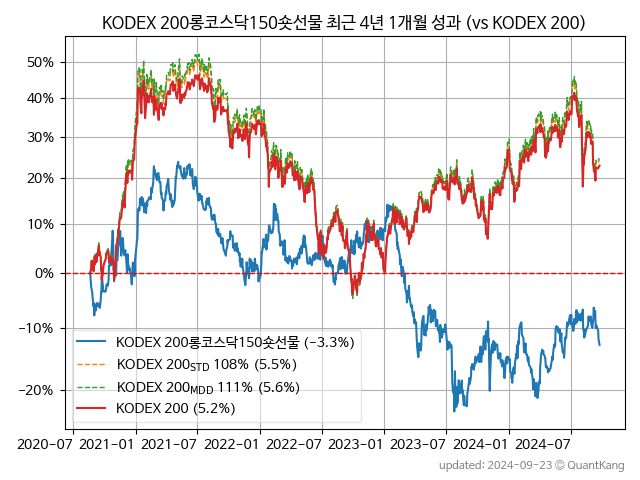 KODEX 200롱코스닥150숏선물 최근 4년 1개월 성과 (vs KODEX 200)
50%
40%
30%
20%
10%
0%
−10%
−20%
KODEX 200롱코스닥150숏선물 (−3.3%)
KODEX 200STD 108% (5.5%)
KODEX 200MDD 111% (5.6%)
KODEX 200 (5.2%)
2020-07 2021-01 2021-07 2022-01 2022-07 2023-01 2023-07 2024-01 2024-07
updated: 2024-09-23 © QuantKang